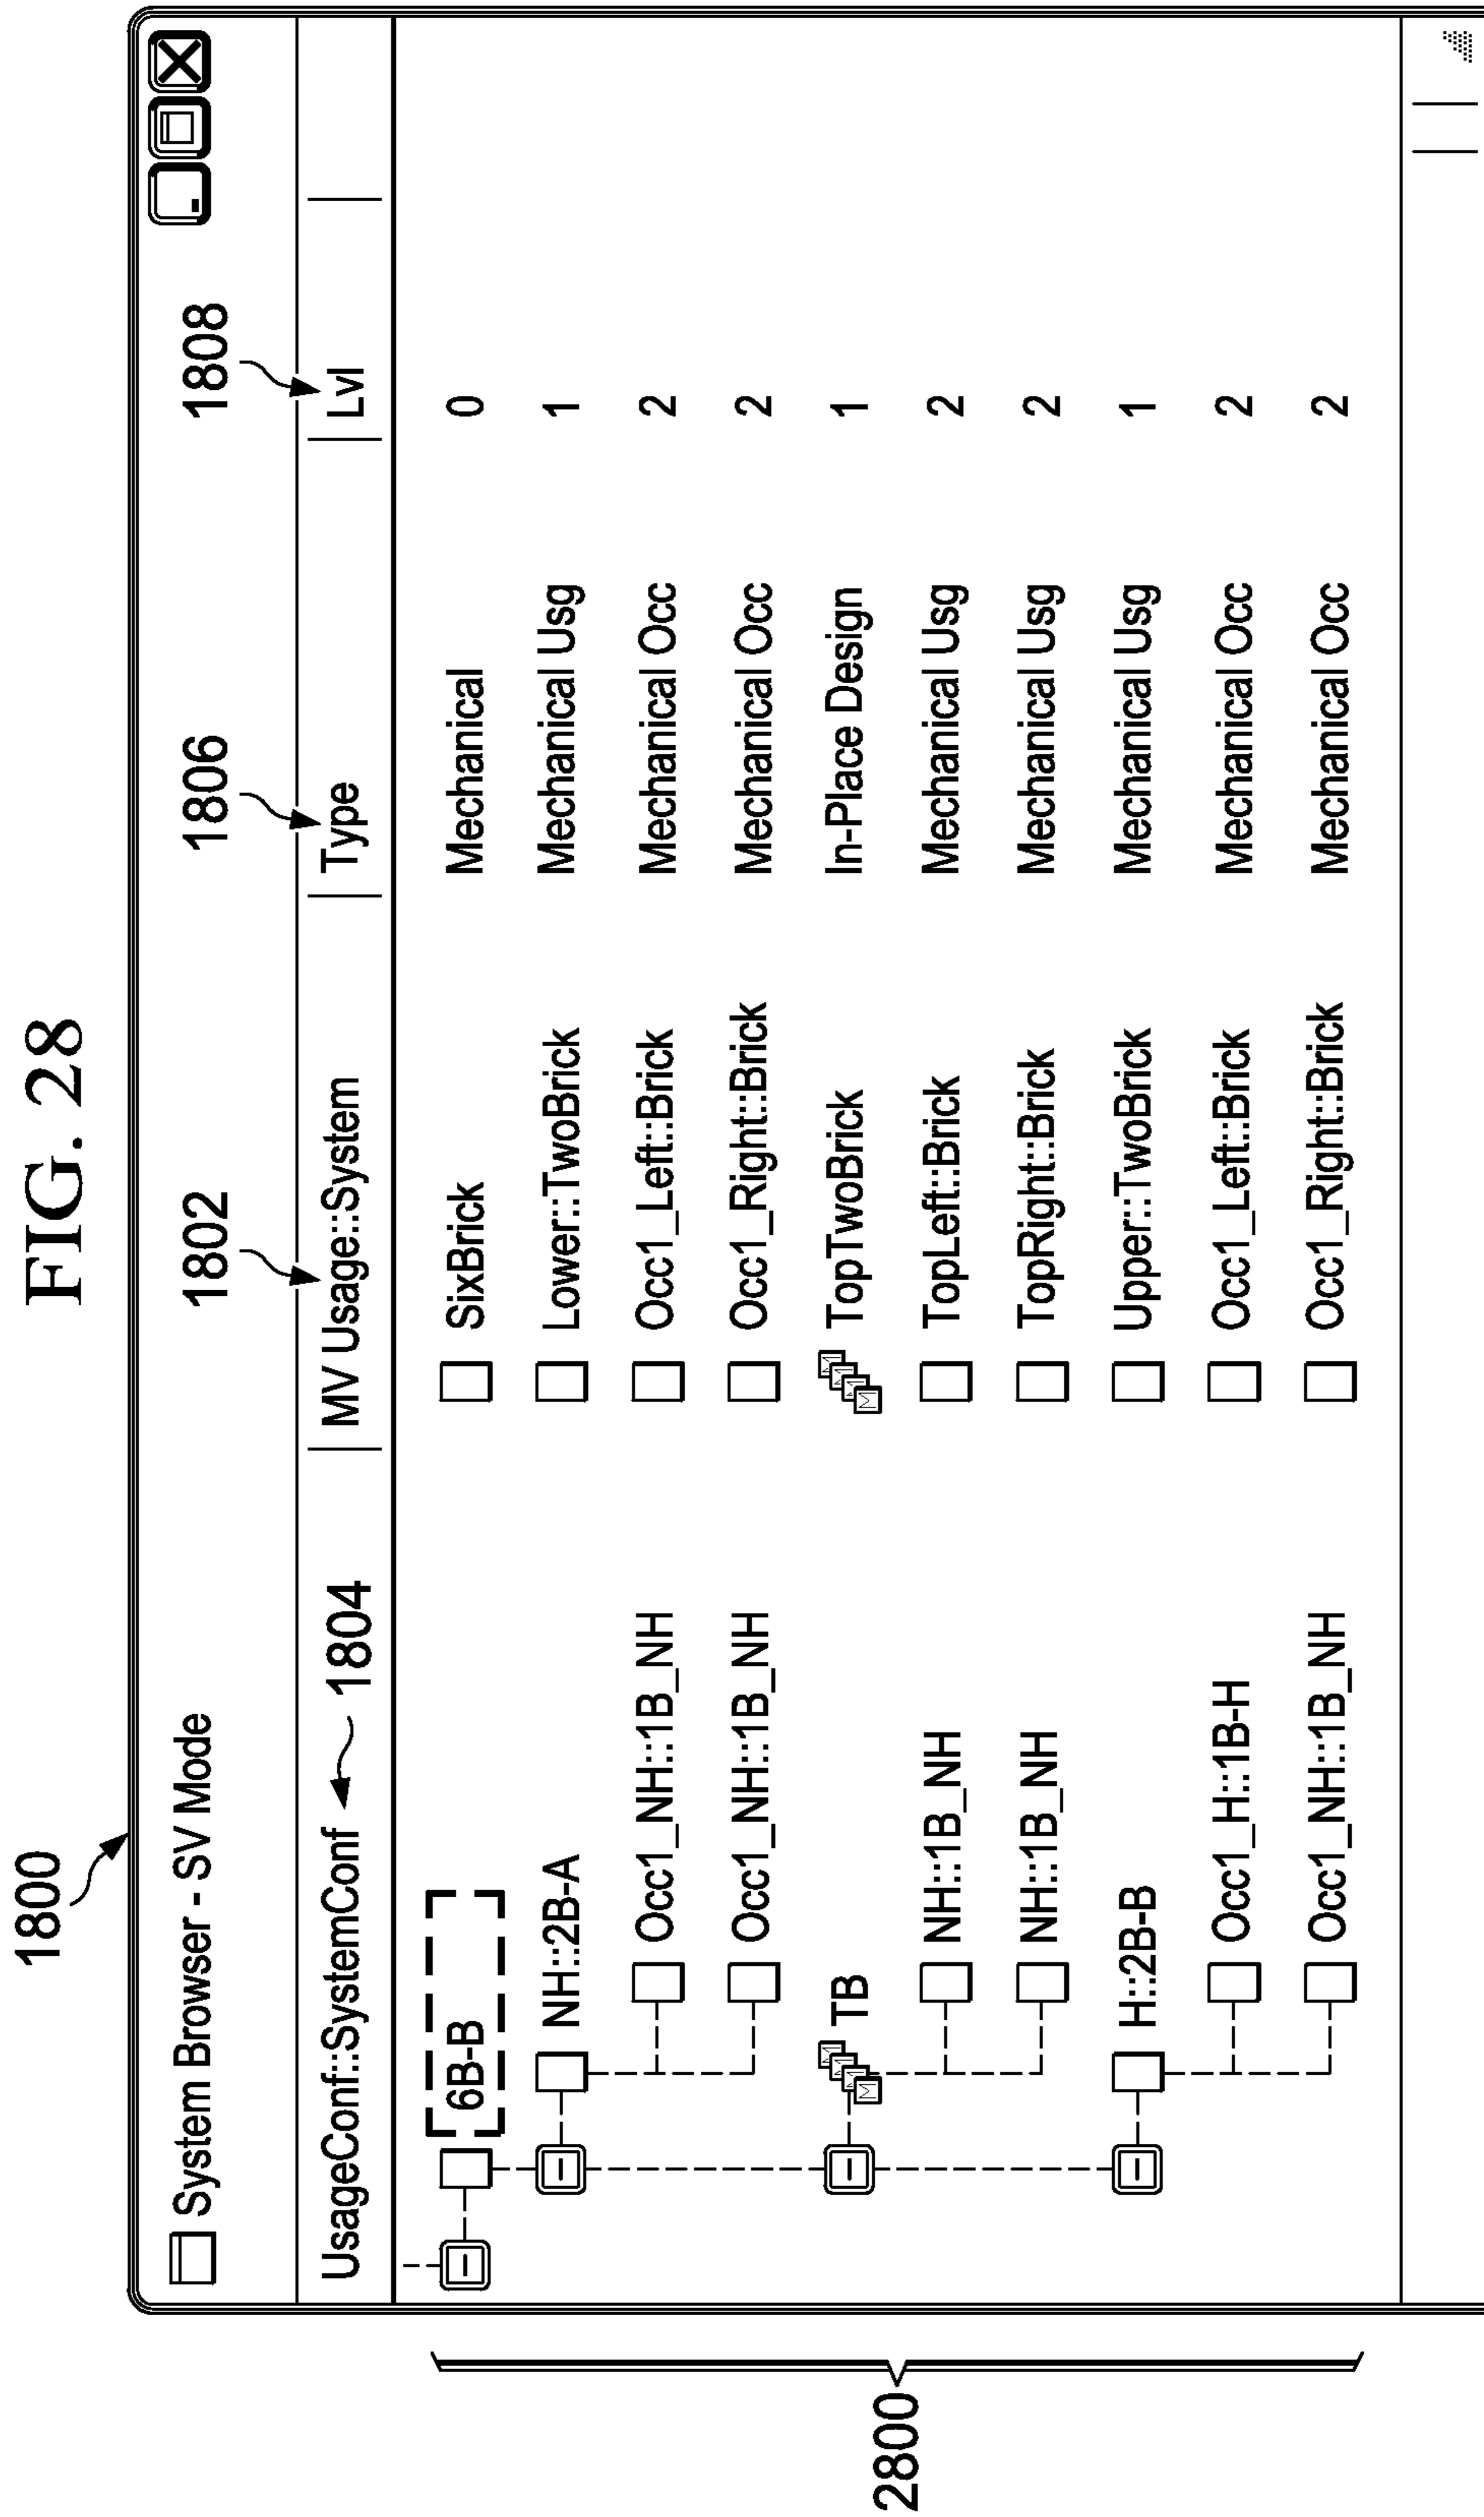 FIG. 28
1800
System Browser - SV Mode
1802
1806
1808
UsageConf::SystemConf
1804
MV Usage::System
Type
Lvl
6B-B SixBrick Mechanical 0
NH::2B-A Lower::TwoBrick Mechanical Usg 1
Occ1_NH::1B_NH Occ1_Left::Brick Mechanical Occ 2
Occ1_NH::1B_NH Occ1_Right::Brick Mechanical Occ 2
TB TopTwoBrick In-Place Design 1
NH::1B_NH TopLeft::Brick Mechanical Usg 2
NH::1B_NH TopRight::Brick Mechanical Usg 2
H::2B-B Upper::TwoBrick Mechanical Usg 1
Occ1_H::1B-H Occ1_Left::Brick Mechanical Occ 2
Occ1_NH::1B_NH Occ1_Right::Brick Mechanical Occ 2
2800